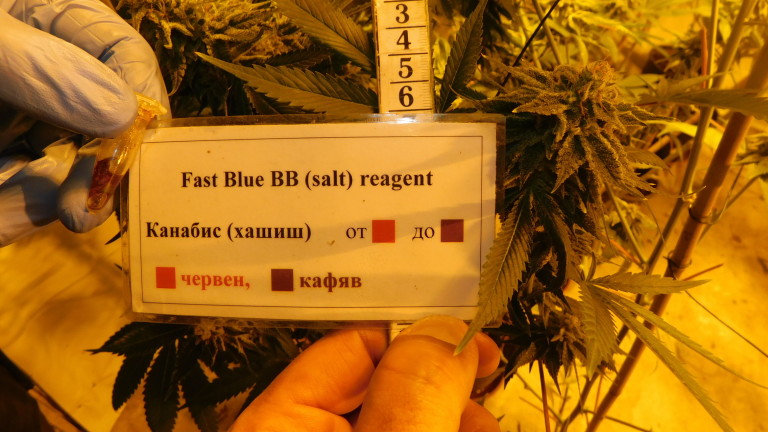 3
4
5
6
Fast Blue BB (salt) reagent
Канабис (хашиш) от до
червен, кафяв